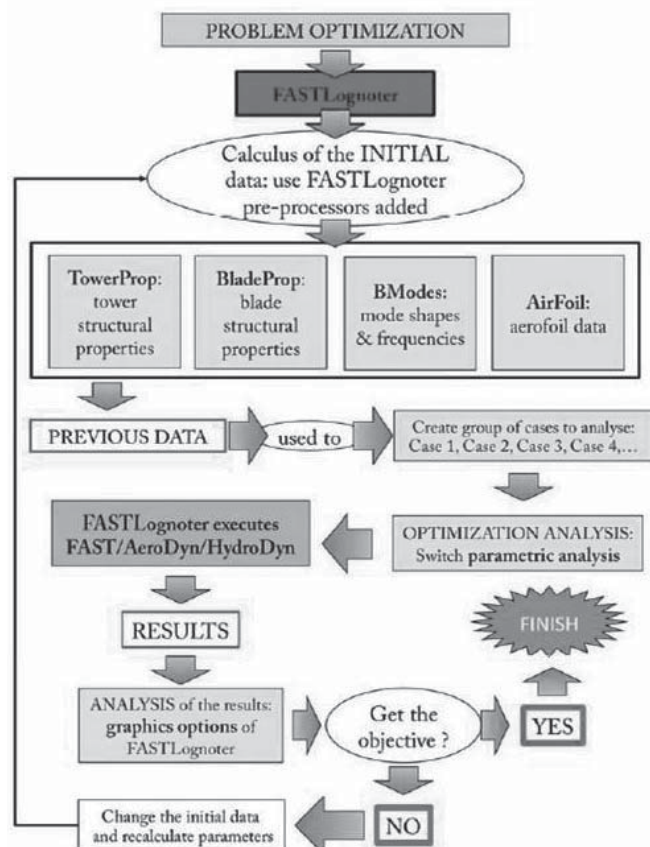 PROBLEM OPTIMIZATION
FASTLognoter
Calculus of the INITIAL
data: use FASTLognoter
pre-processors added
TowerProp:
tower
structural
properties
BladeProp:
blade
structural
properties
BModes:
mode shapes
& frequencies
AirFoil:
aerofoil data
PREVIOUS DATA
used to
Create group of cases to analyse:
Case 1, Case 2, Case 3, Case 4,...
OPTIMIZATION ANALYSIS:
Switch parametric analysis
FASTLognoter executes
FAST/AeroDyn/HydroDyn
RESULTS
FINISH
ANALYSIS of the results:
graphics options of
FASTLognoter
Get the
objective ?
YES
NO
Change the initial data
and recalculate parameters